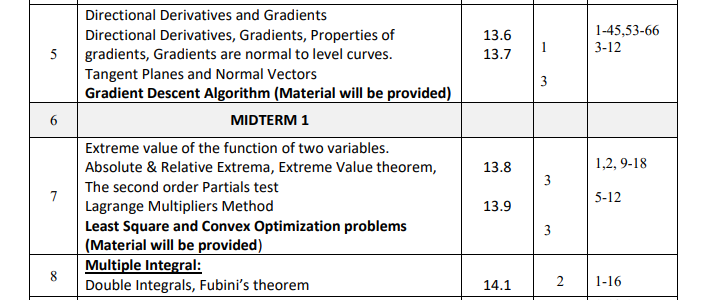 Directional Derivatives and Gradients
Directional Derivatives, Gradients, Properties of 13.6 1-45,53-66
5 gradients, Gradients are normal to level curves. 13.7 1 3-12
Tangent Planes and Normal Vectors 3
Gradient Descent Algorithm (Material will be provided)
6 MIDTERM 1
Extreme value of the function of two variables.
Absolute & Relative Extrema, Extreme Value theorem, 13.8 1,2, 9-18
The second order Partials test 3
7 5-12
Lagrange Multipliers Method 13.9
Least Square and Convex Optimization problems 3
(Material will be provided)
Multiple Integral:
8 Double Integrals, Fubini’s theorem 14.1 2 1-16